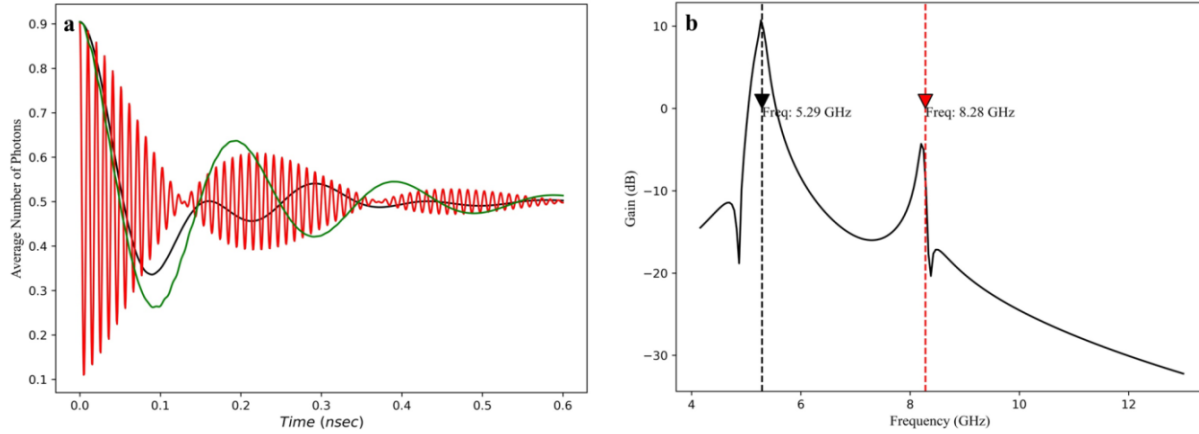 a
Average Number of Photons
0.9
0.8
0.7
0.6
0.5
0.4
0.3
0.2
0.1
0.0 0.1 0.2 0.3 0.4 0.5 0.6
Time (nsec)
b
Gain (dB)
10
0
−10
−20
−30
Freq: 5.29 GHz
Freq: 8.28 GHz
4 6 8 10 12
Frequency (GHz)